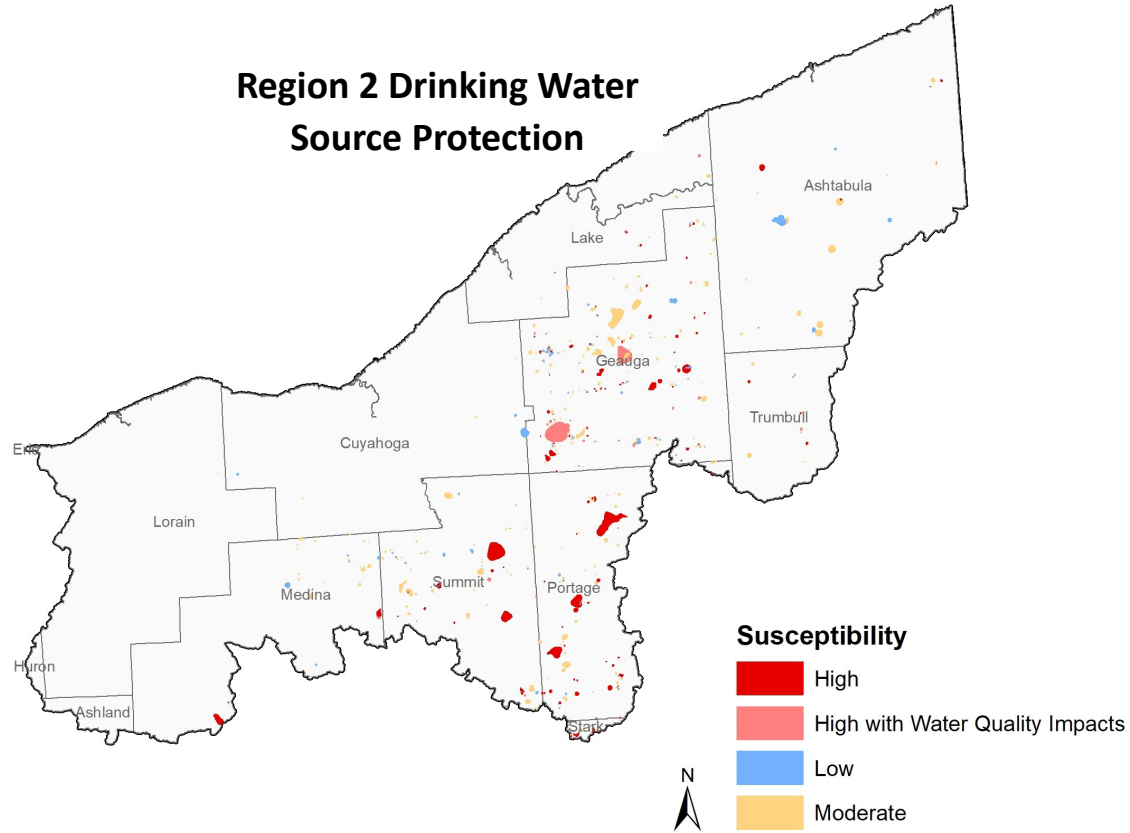 Region 2 Drinking Water
Source Protection
Ashtabula
Lake
Geauga
Trumbull
Cuyahoga
Erie
Lorain
Summit
Portage
Medina
Huron
Ashland
Stark
Susceptibility
High
High with Water Quality Impacts
Low
Moderate
N